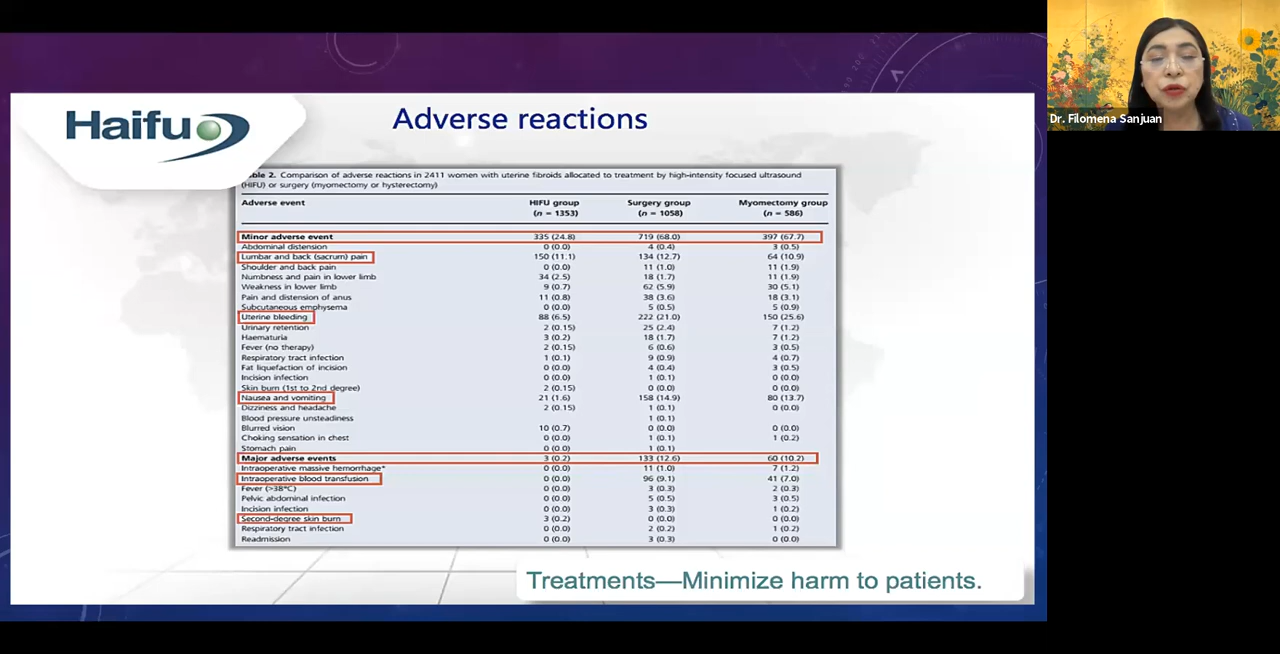 Haifu
Adverse reactions
ble 2. Comparison of adverse reactions in 2411 women with uterine fibroids allocated to treatment by high-intensity focused ultrasound
(HIFU) or surgery (myomectomy or hysterectomy)
Adverse event HIFU group Surgery group Myomectomy group
(n = 1353) (n = 1058) (n = 586)
Minor adverse event 335 (24.8) 719 (68.0) 397 (67.7)
Abdominal distension 0 (0.0) 4 (0.4) 3 (0.5)
Lumbar and back (sacrum) pain 150 (11.1) 134 (12.7) 64 (10.9)
Shoulder and back pain 0 (0.0) 11 (1.0) 11 (1.9)
Numbness and pain in lower limb 34 (2.5) 18 (1.7) 11 (1.9)
Weakness in lower limb 9 (0.7) 62 (5.9) 30 (5.1)
Pain and distension of anus 11 (0.8) 38 (3.6) 18 (3.1)
Subcutaneous emphysema 0 (0.0) 5 (0.5) 5 (0.9)
Uterine bleeding 88 (6.5) 222 (21.0) 150 (25.6)
Urinary retention 2 (0.15) 25 (2.4) 7 (1.2)
Haematuria 3 (0.2) 18 (1.7) 7 (1.2)
Fever (no therapy) 2 (0.15) 6 (0.6) 3 (0.5)
Respiratory tract infection 1 (0.1) 9 (0.9) 4 (0.7)
Fat liquefaction of incision 0 (0.0) 4 (0.4) 3 (0.5)
Incision infection 0 (0.0) 1 (0.1) 0 (0.0)
Skin burn (1st to 2nd degree) 2 (0.15) 0 (0.0) 0 (0.0)
Nausea and vomiting 21 (1.6) 158 (14.9) 80 (13.7)
Dizziness and headache 2 (0.15) 1 (0.1) 0 (0.0)
Blood pressure unsteadiness 1 (0.1)
Blurred vision 10 (0.7) 0 (0.0) 0 (0.0)
Choking sensation in chest 0 (0.0) 1 (0.1) 1 (0.2)
Stomach pain 0 (0.0) 1 (0.1)
Major adverse events 3 (0.2) 133 (12.6) 60 (10.2)
Intraoperative massive hemorrhage* 0 (0.0) 11 (1.0) 7 (1.2)
Intraoperative blood transfusion 0 (0.0) 96 (9.1) 41 (7.0)
Fever (>38°C) 0 (0.0) 3 (0.3) 2 (0.3)
Pelvic abdominal infection 0 (0.0) 5 (0.5) 3 (0.5)
Incision infection 0 (0.0) 3 (0.3) 1 (0.2)
Second-degree skin burn 3 (0.2) 0 (0.0) 0 (0.0)
Respiratory tract infection 0 (0.0) 2 (0.2) 1 (0.2)
Readmission 0 (0.0) 3 (0.3) 0 (0.0)
Treatments—Minimize harm to patients.
Dr. Filomena Sanjuan